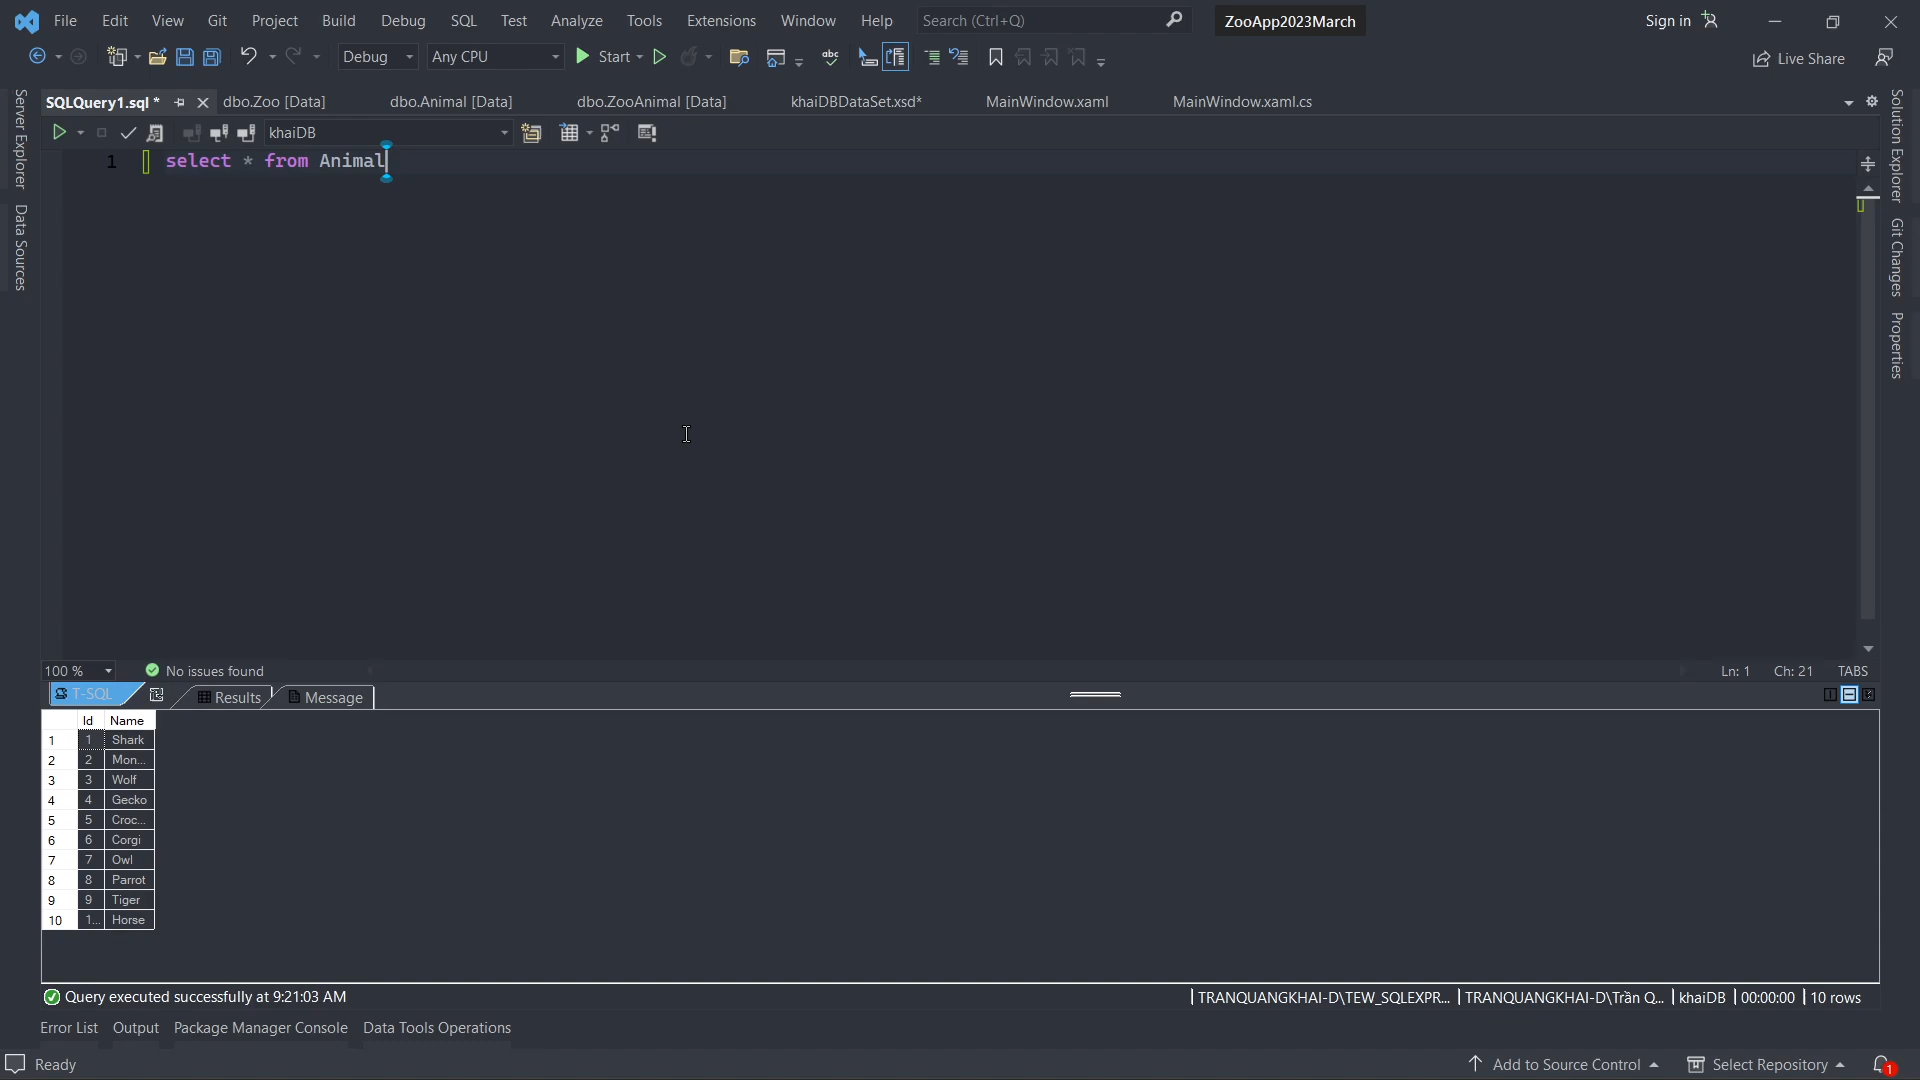 File Edit View Git Project Build Debug SQL Test Analyze Tools Extensions Window Help Search (Ctrl+Q) ZooApp2023March Sign in
Debug Any CPU Start abc Live Share
SQLQuery1.sql * dbo.Zoo [Data] dbo.Animal [Data] dbo.ZooAnimal [Data] khaiDBDataSet.xsd* MainWindow.xaml MainWindow.xaml.cs
khaiDB
Server Explorer
Data Sources
1 select * from Animal
Solution Explorer
Git Changes
Properties
100 % No issues found Ln: 1 Ch: 21 TABS
T-SQL Results Message
Id Name
1 1 Shark
2 2 Mon...
3 3 Wolf
4 4 Gecko
5 5 Croc...
6 6 Corgi
7 7 Owl
8 8 Parrot
9 9 Tiger
10 1... Horse
Query executed successfully at 9:21:03 AM TRANQUANGKHAI-D\TEW_SQLEXPR... TRANQUANGKHAI-D\Trần Q... khaiDB 00:00:00 10 rows
Error List Output Package Manager Console Data Tools Operations
Ready Add to Source Control Select Repository 1